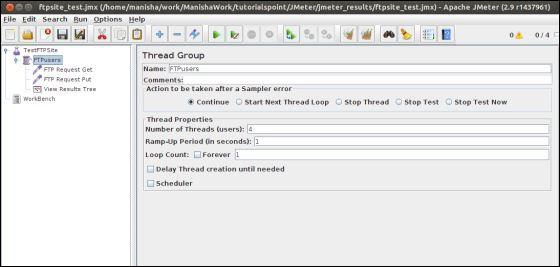 ftpsite_test.jmx (/home/manisha/work/ManishaWork/tutorialspoint/JMeter/jmeter_results/ftpsite_test.jmx) - Apache JMeter (2.9 r1437961)
File Edit Search Run Options Help
0 0 / 4
TestFTPSite
FTPusers
FTP Request Get
FTP Request Put
View Results Tree
WorkBench
Thread Group
Name: FTPusers
Comments:
Action to be taken after a Sampler error
Continue Start Next Thread Loop Stop Thread Stop Test Stop Test Now
Thread Properties
Number of Threads (users): 4
Ramp-Up Period (in seconds): 1
Loop Count: Forever 1
Delay Thread creation until needed
Scheduler